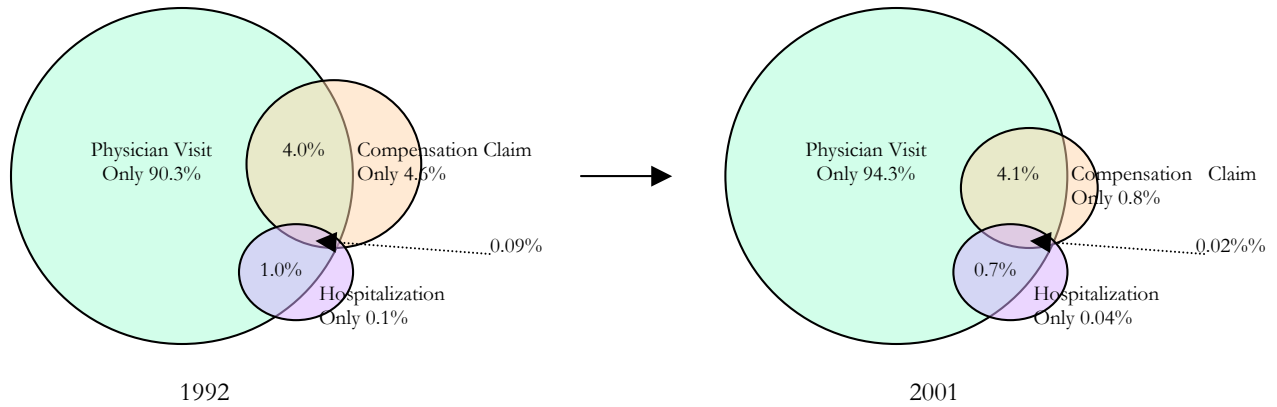 Physician Visit
Only 90.3%
4.0%
Compensation Claim
Only 4.6%
0.09%
1.0%
Hospitalization
Only 0.1%
1992
Physician Visit
Only 94.3%
4.1%
Compensation Claim
Only 0.8%
0.02%%
0.7%
Hospitalization
Only 0.04%
2001